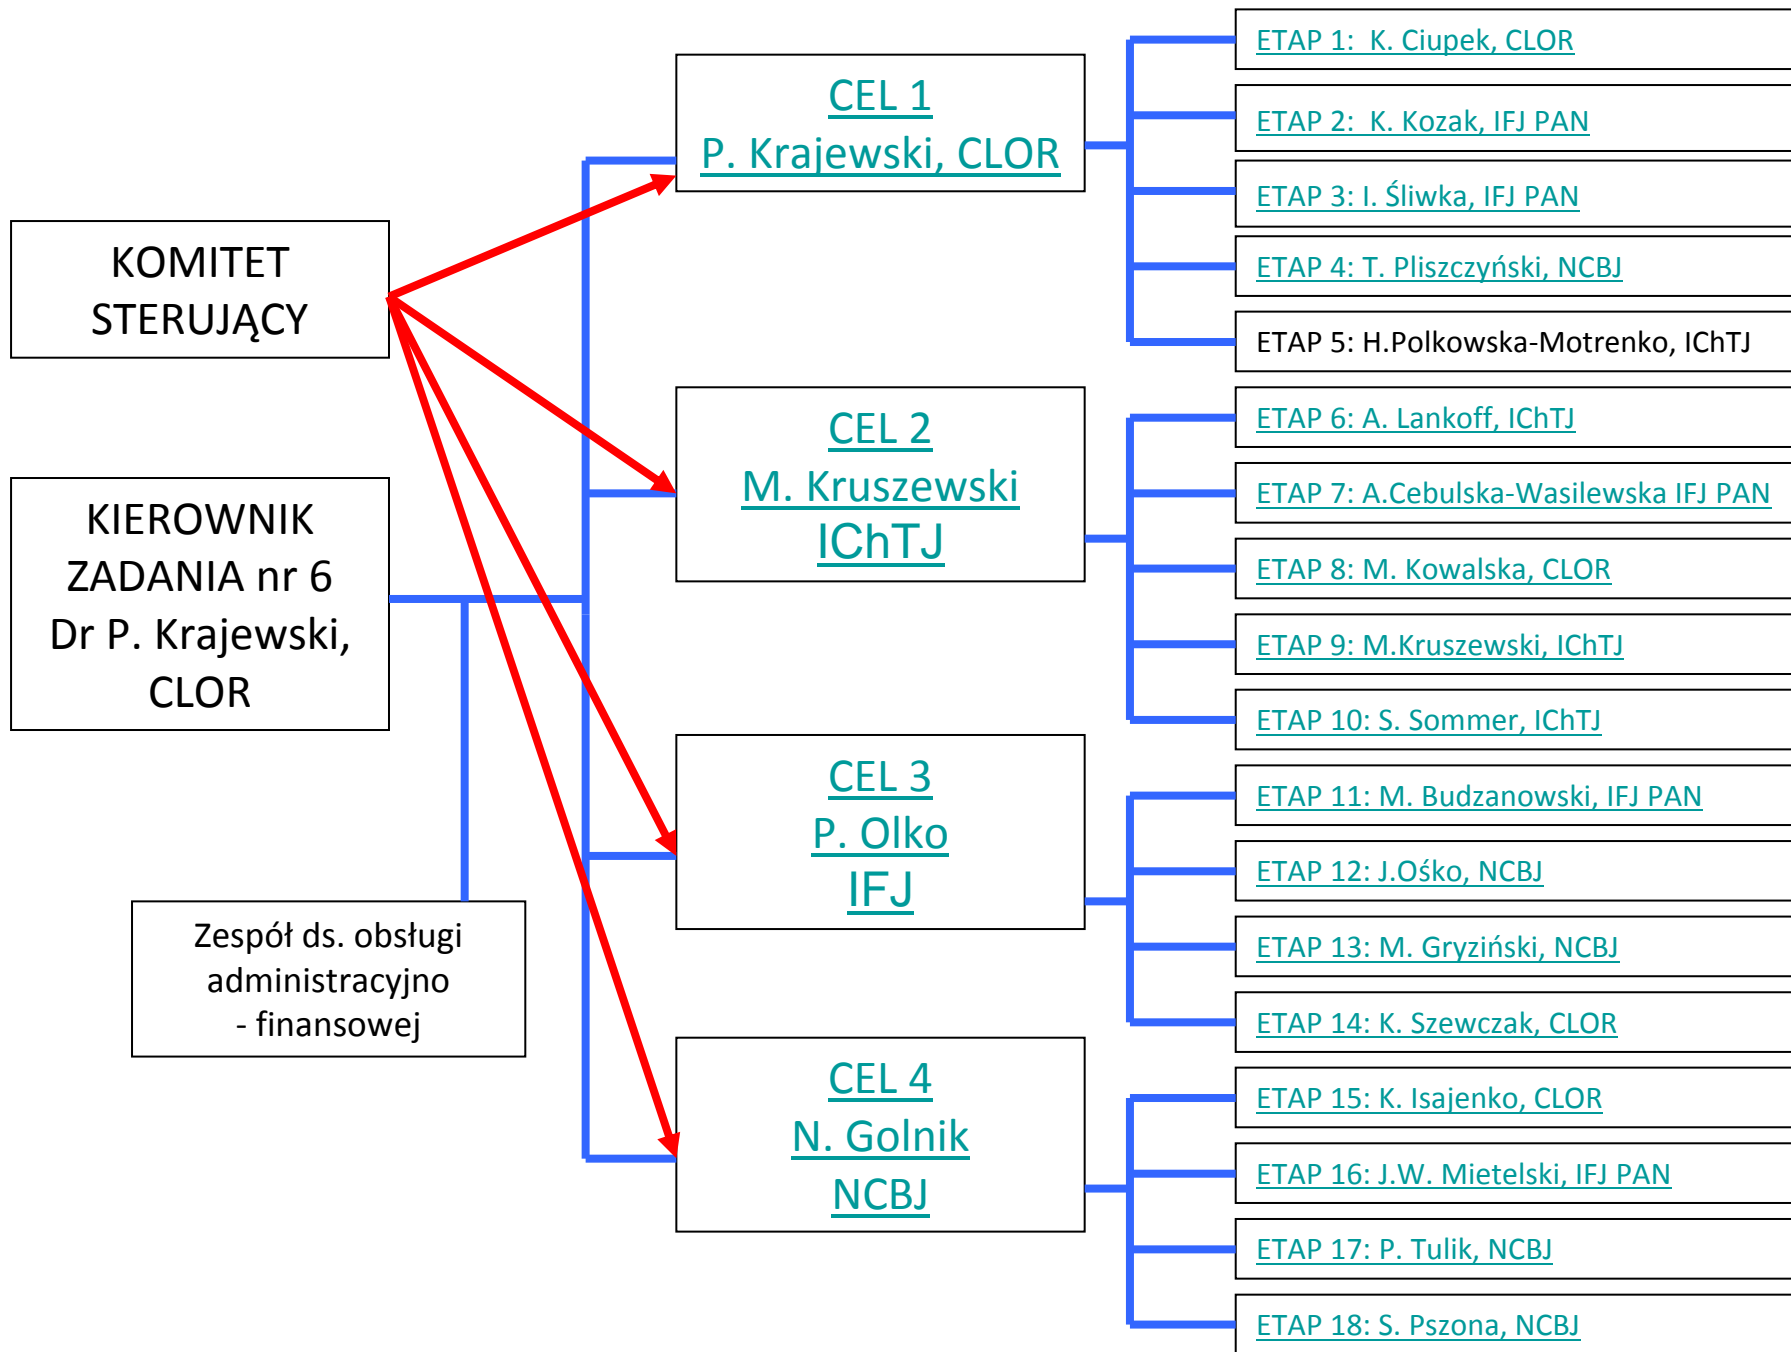 KOMITET
STERUJĄCY
KIEROWNIK
ZADANIA nr 6
Dr P. Krajewski,
CLOR
Zespół ds. obsługi
administracyjno
- finansowej
CEL 1
P. Krajewski, CLOR
CEL 2
M. Kruszewski
IChTJ
CEL 3
P. Olko
IFJ
CEL 4
N. Golnik
NCBJ
ETAP 1:  K. Ciupek, CLOR
ETAP 2:  K. Kozak, IFJ PAN
ETAP 3: I. Śliwka, IFJ PAN
ETAP 4: T. Pliszczyński, NCBJ
ETAP 5: H.Polkowska-Motrenko, IChTJ
ETAP 6: A. Lankoff, IChTJ
ETAP 7: A.Cebulska-Wasilewska IFJ PAN
ETAP 8: M. Kowalska, CLOR
ETAP 9: M.Kruszewski, IChTJ
ETAP 10: S. Sommer, IChTJ
ETAP 11: M. Budzanowski, IFJ PAN
ETAP 12: J.Ośko, NCBJ
ETAP 13: M. Gryziński, NCBJ
ETAP 14: K. Szewczak, CLOR
ETAP 15: K. Isajenko, CLOR
ETAP 16: J.W. Mietelski, IFJ PAN
ETAP 17: P. Tulik, NCBJ
ETAP 18: S. Pszona, NCBJ